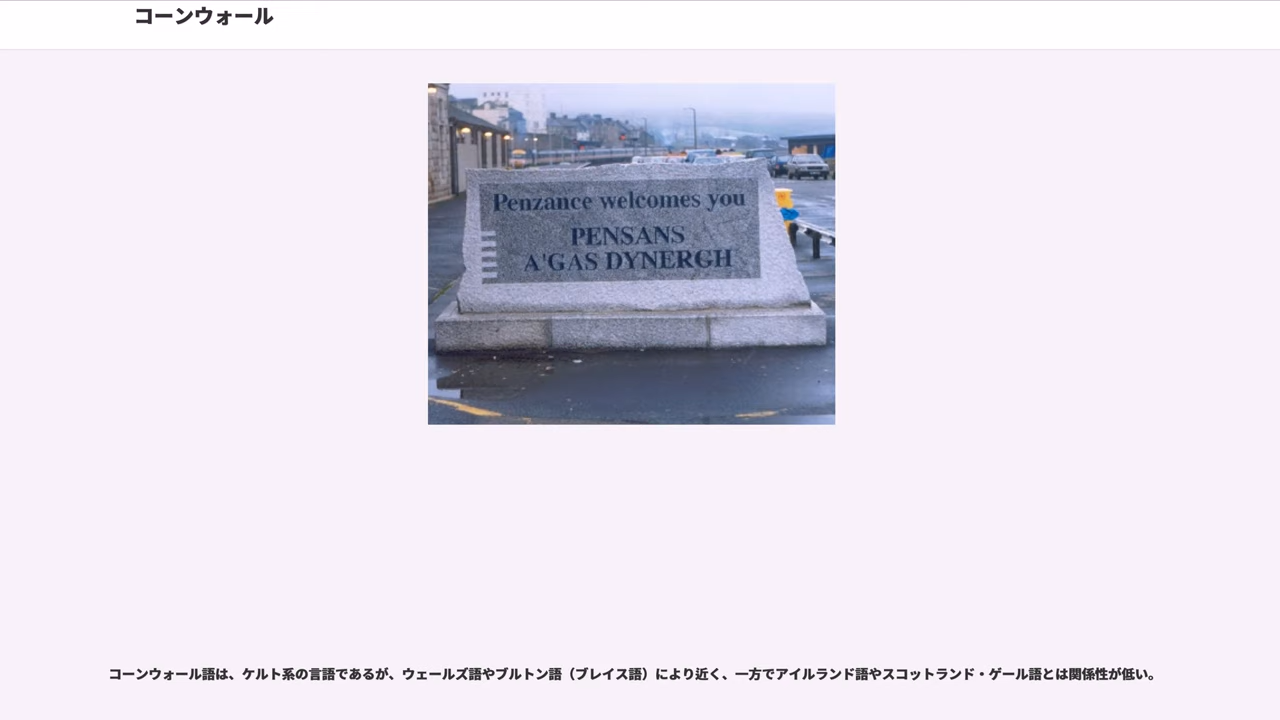 コーンウォール
Penzance welcomes you
PENSANS
A'GAS DYNERGH
コーンウォール語は、ケルト系の言語であるが、ウェールズ語やブルトン語（ブレイス語）により近く、一方でアイルランド語やスコットランド・ゲール語とは関係性が低い。